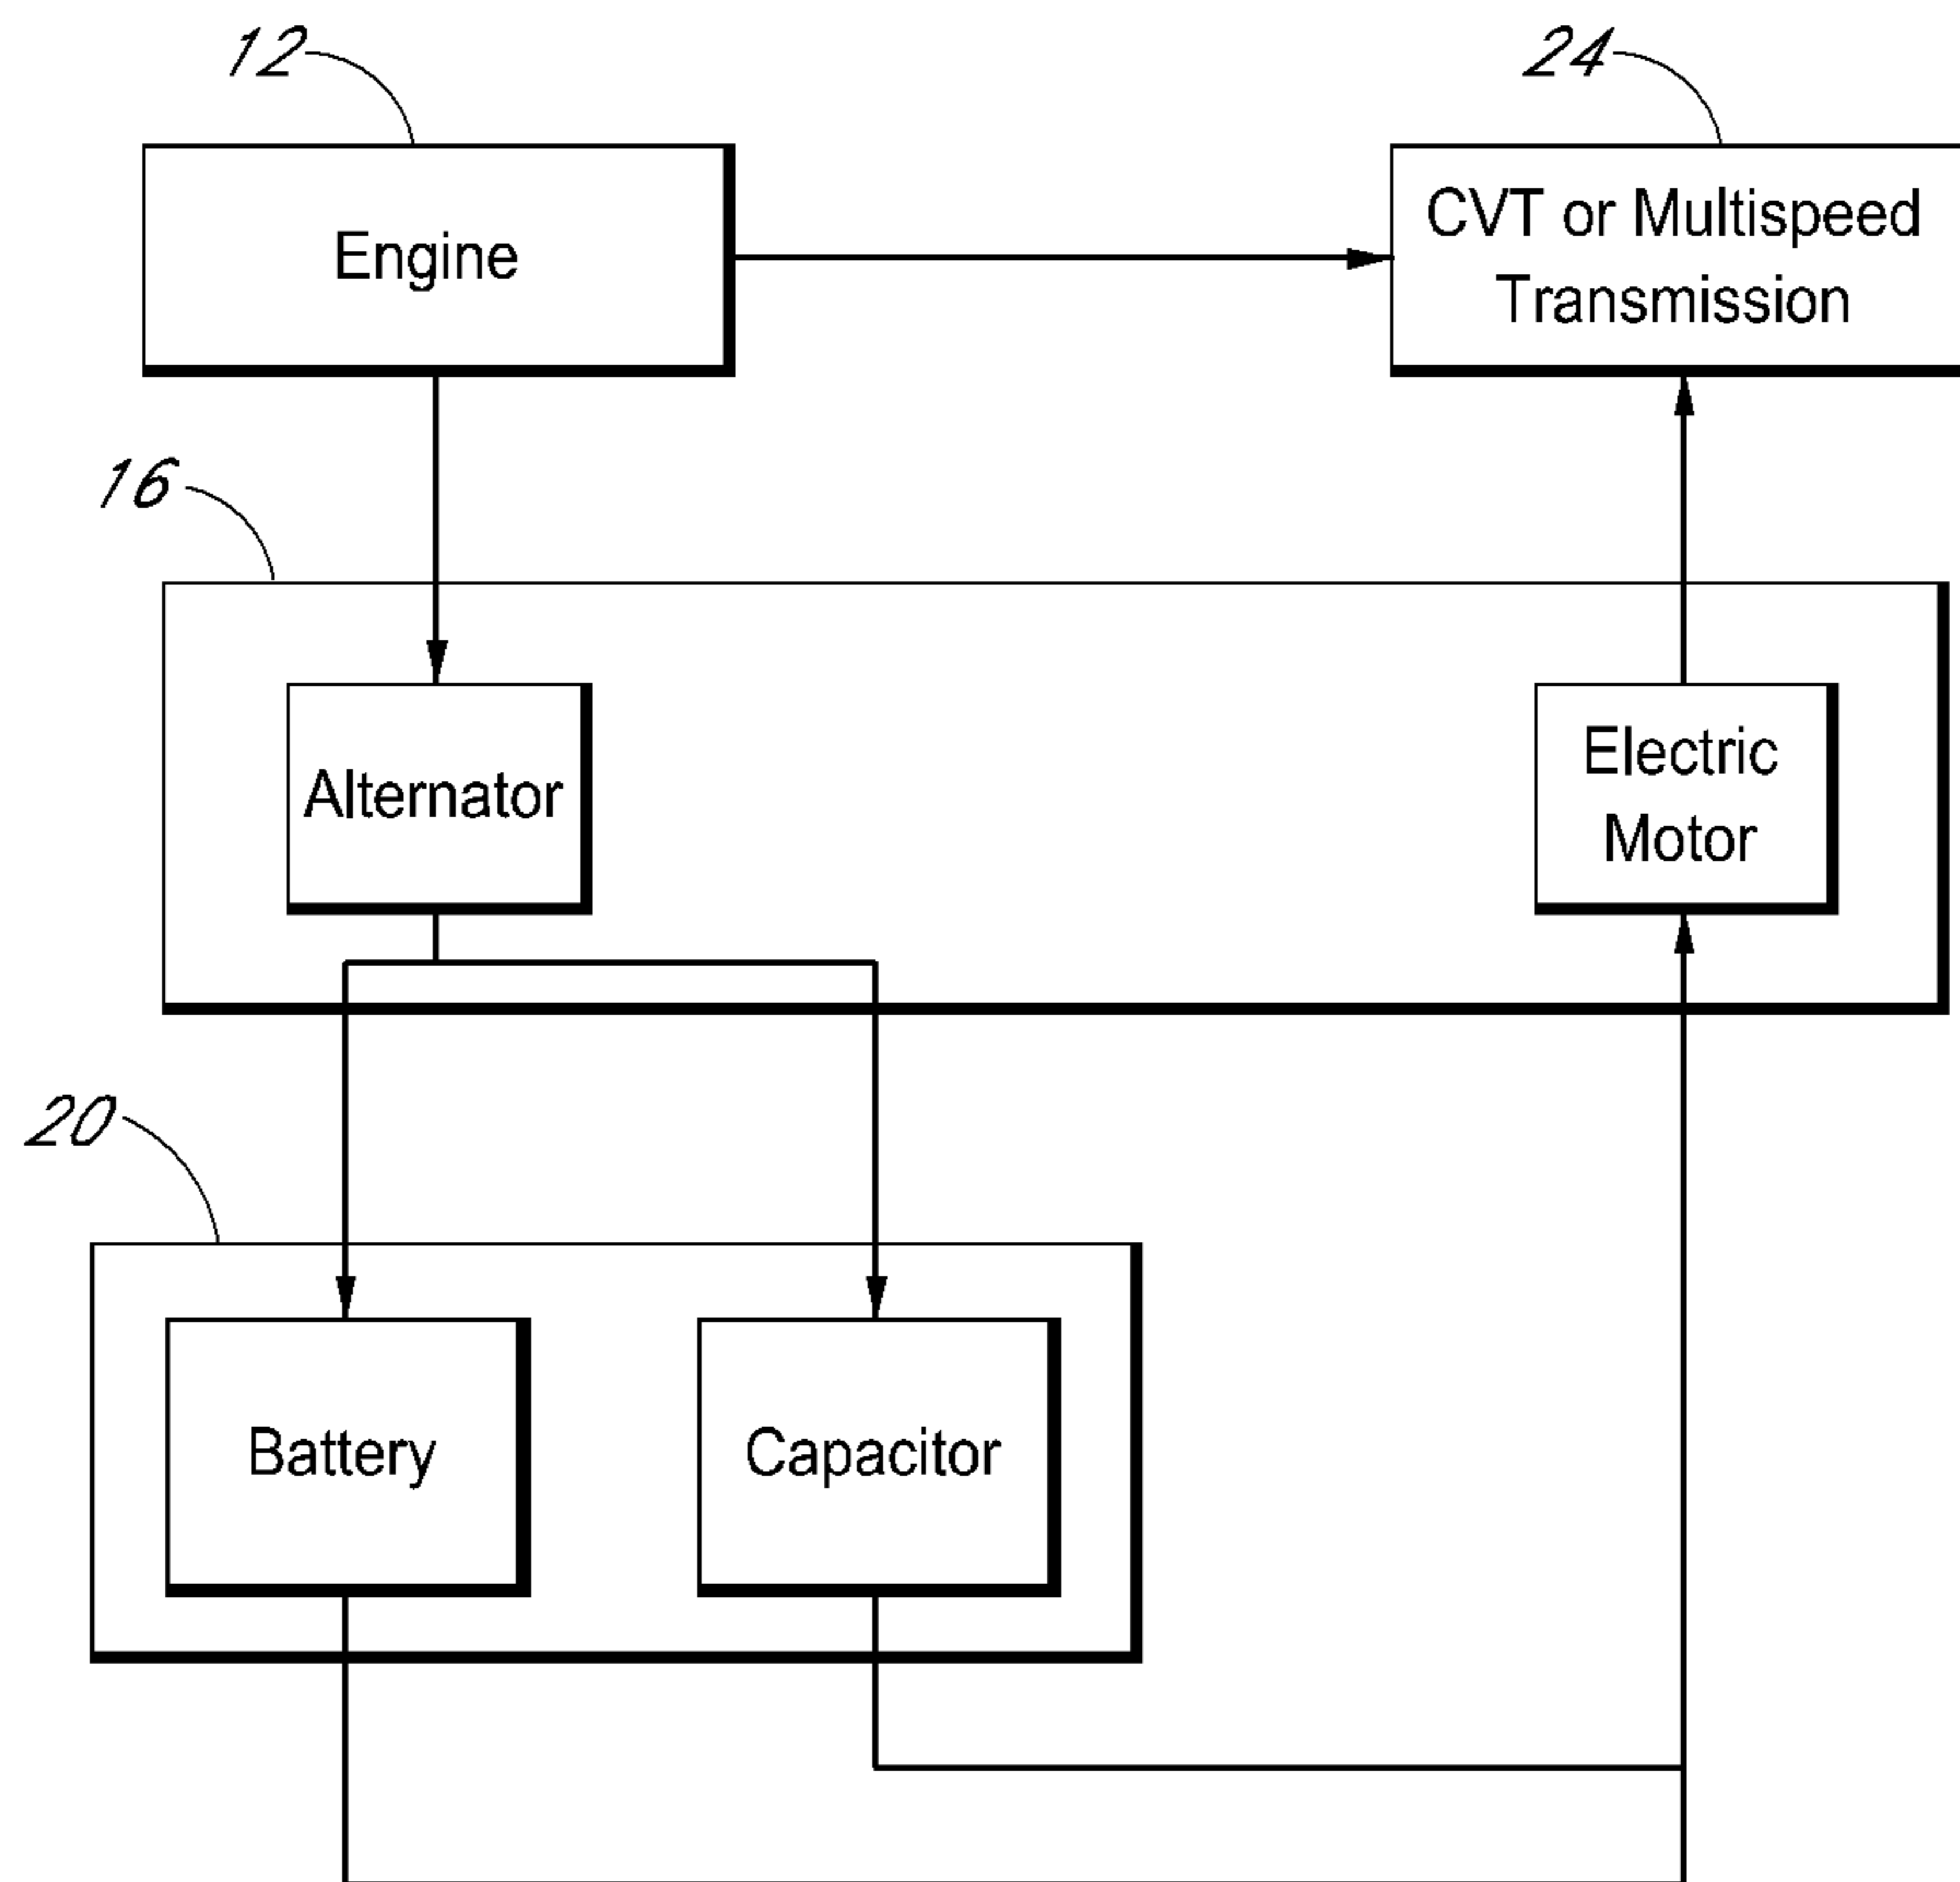 12
24
Engine
CVT or Multispeed
Transmission
16
Alternator
Electric
Motor
20
Battery
Capacitor